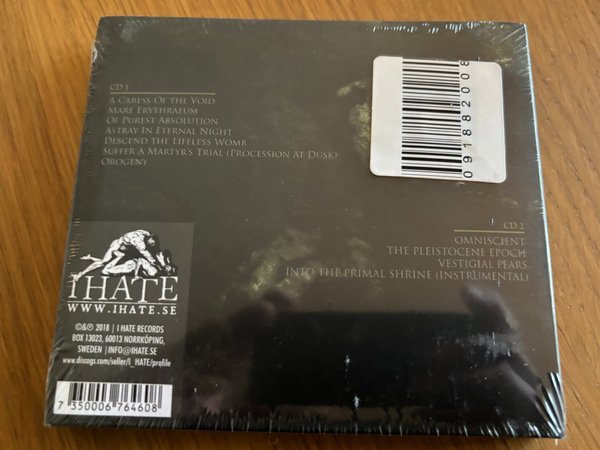 CD 1
A CARESS OF THE VOID
MARE ERYTHRAEUM
OF PUREST ABSOLUTION
ASTRAY IN ETERNAL NIGHT
DESCEND THE LIFELESS WOMB
SUFFER A MARTYR'S TRIAL (PROCESSION AT DUSK)
OROGENY
091882008
CD 2
OMNISCIENT
THE PLEISTOCENE EPOCH
VESTIGIAL PEARS
INTO THE PRIMAL SHRINE (INSTRUMENTAL)
I HATE
WWW.IHATE.SE
©&℗ 2018 | I HATE RECORDS
BOX 13023, 60013 NORRKÖPING,
SWEDEN | INFO@IHATE.SE
www.discogs.com/seller/I_HATE/profile
7 350006 764608